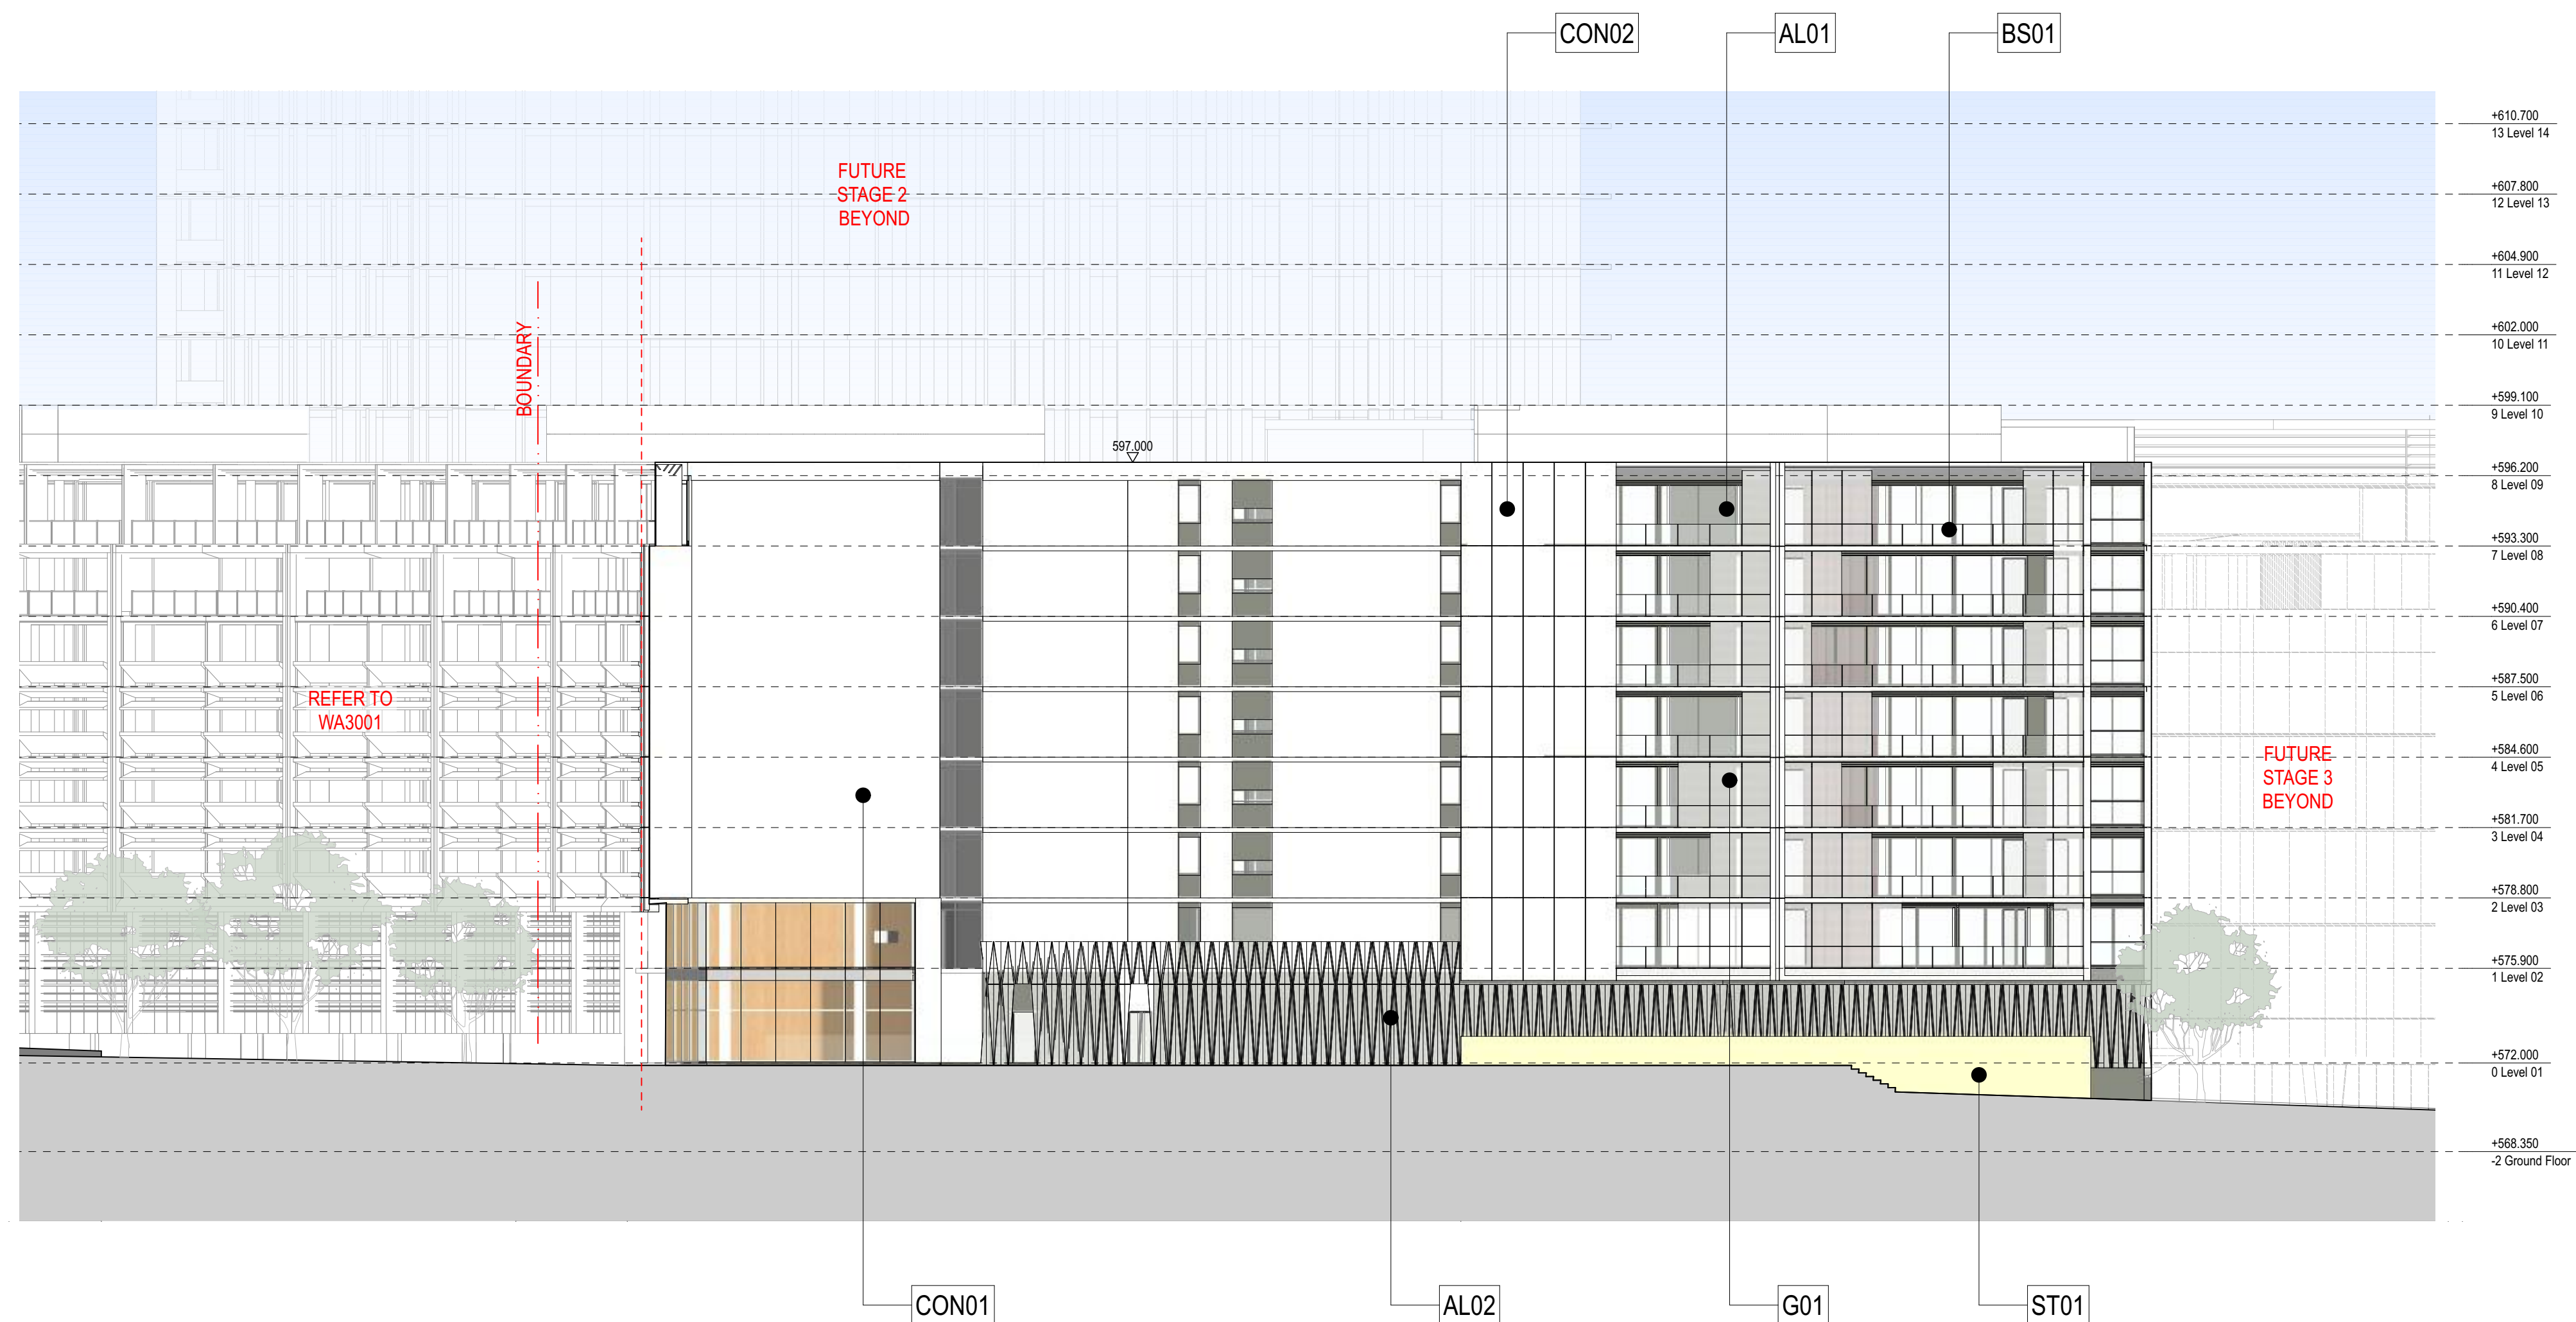 CON02
AL01
BS01
+610.700
13 Level 14
FUTURE
STAGE 2
BEYOND
+607.800
12 Level 13
+604.900
11 Level 12
+602.000
10 Level 11
BOUNDARY
+599.100
9 Level 10
597.000
+596.200
8 Level 09
+593.300
7 Level 08
+590.400
6 Level 07
REFER TO
WA3001
+587.500
5 Level 06
FUTURE
STAGE 3
BEYOND
+584.600
4 Level 05
+581.700
3 Level 04
+578.800
2 Level 03
+575.900
1 Level 02
+572.000
0 Level 01
+568.350
-2 Ground Floor
CON01
AL02
G01
ST01